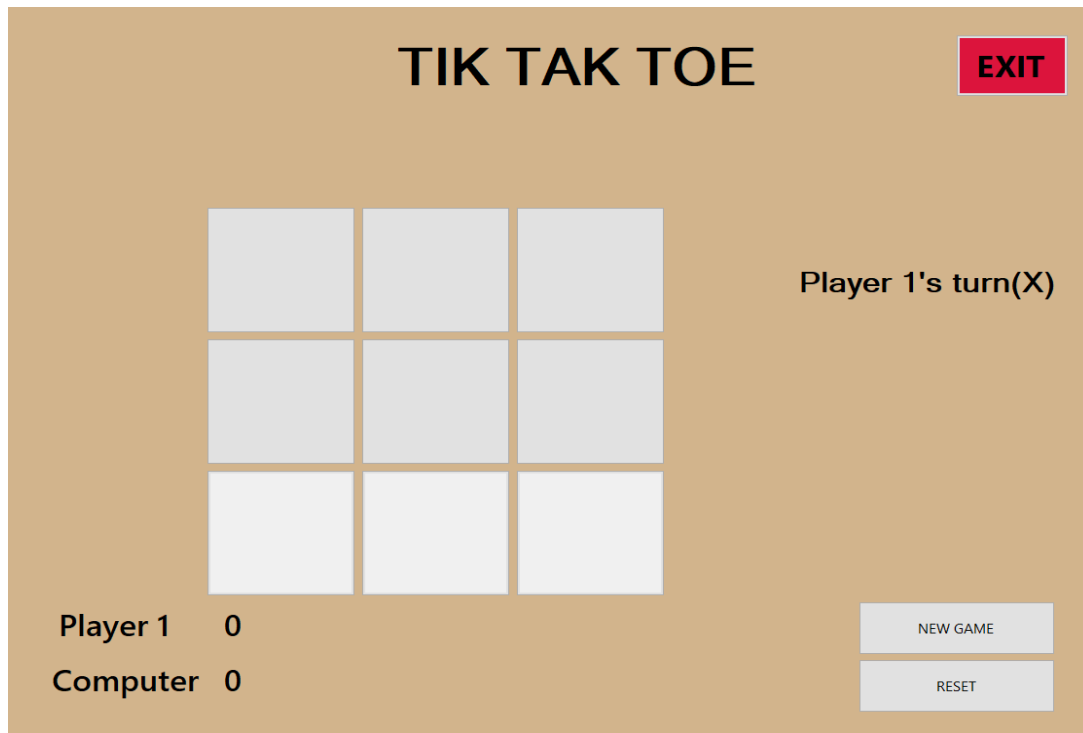 TIK TAK TOE
EXIT
Player 1's turn(X)
Player 1 0
Computer 0
NEW GAME
RESET